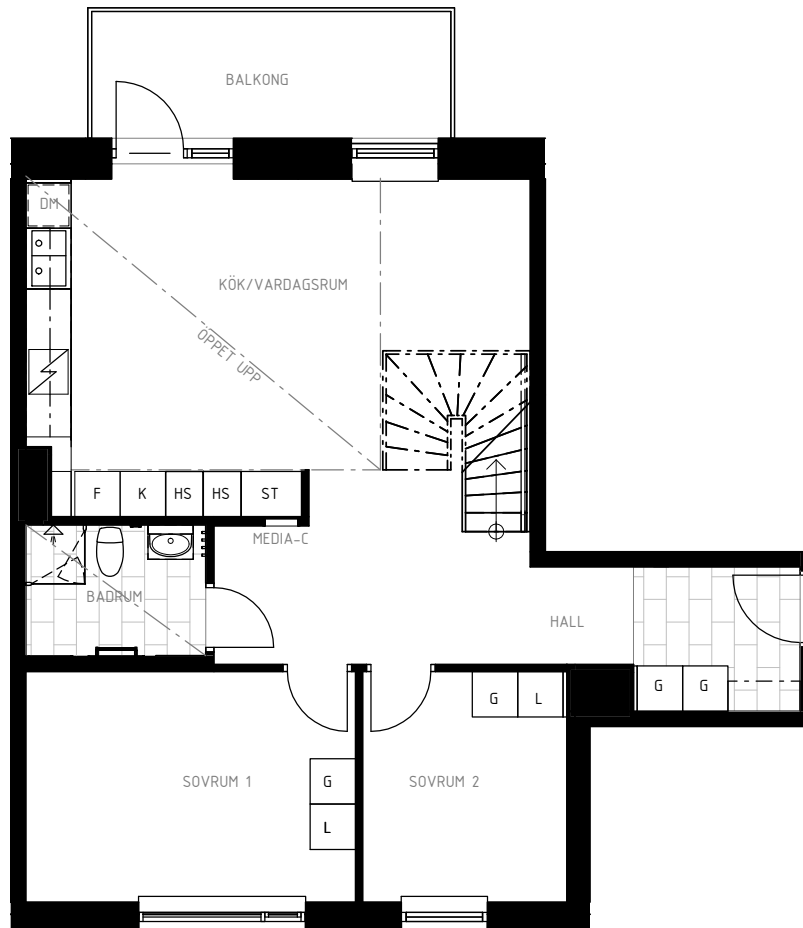 BALKONG
DM
KÖK/VARDAGSRUM
ÖPPET UPP
F K HS HS ST
MEDIA-C
BADRUM
HALL
G L G G
SOVRUM 1 G SOVRUM 2
L